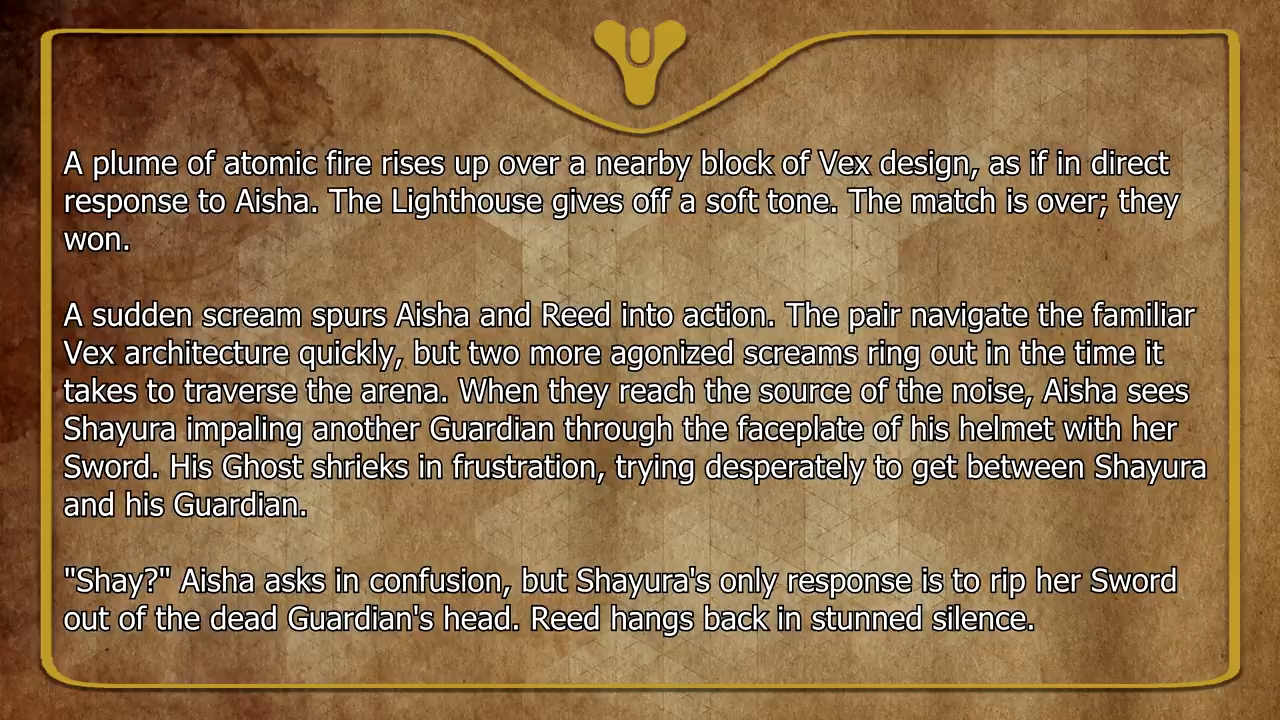 A plume of atomic fire rises up over a nearby block of Vex design, as if in direct
response to Aisha. The Lighthouse gives off a soft tone. The match is over; they
won.
A sudden scream spurs Aisha and Reed into action. The pair navigate the familiar
Vex architecture quickly, but two more agonized screams ring out in the time it
takes to traverse the arena. When they reach the source of the noise, Aisha sees
Shayura impaling another Guardian through the faceplate of his helmet with her
Sword. His Ghost shrieks in frustration, trying desperately to get between Shayura
and his Guardian.
"Shay?" Aisha asks in confusion, but Shayura's only response is to rip her Sword
out of the dead Guardian's head. Reed hangs back in stunned silence.